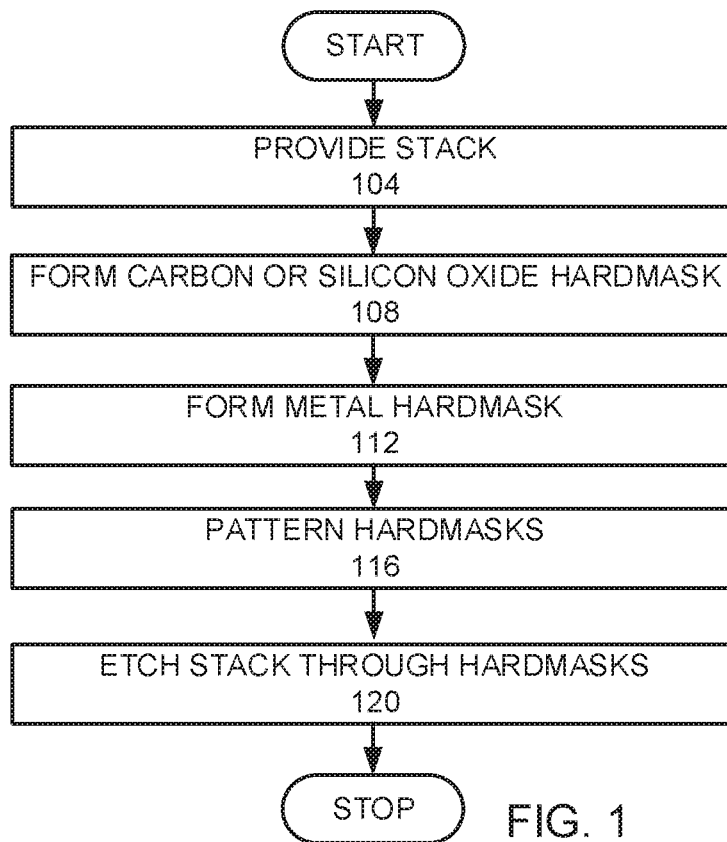 START
PROVIDE STACK
104
FORM CARBON OR SILICON OXIDE HARDMASK
108
FORM METAL HARDMASK
112
PATTERN HARDMASKS
116
ETCH STACK THROUGH HARDMASKS
120
STOP
FIG. 1